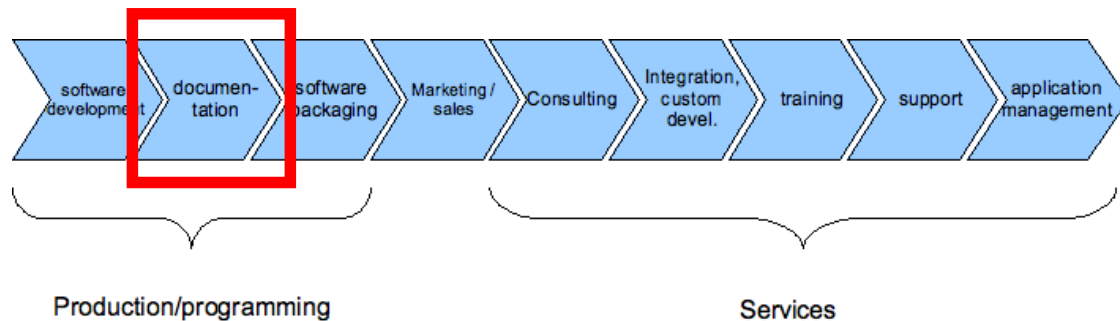 software
development
documen-
tation
software
packaging
Marketing /
sales
Consulting
Integration,
custom
devel.
training
support
application
management
Production/programming
Services